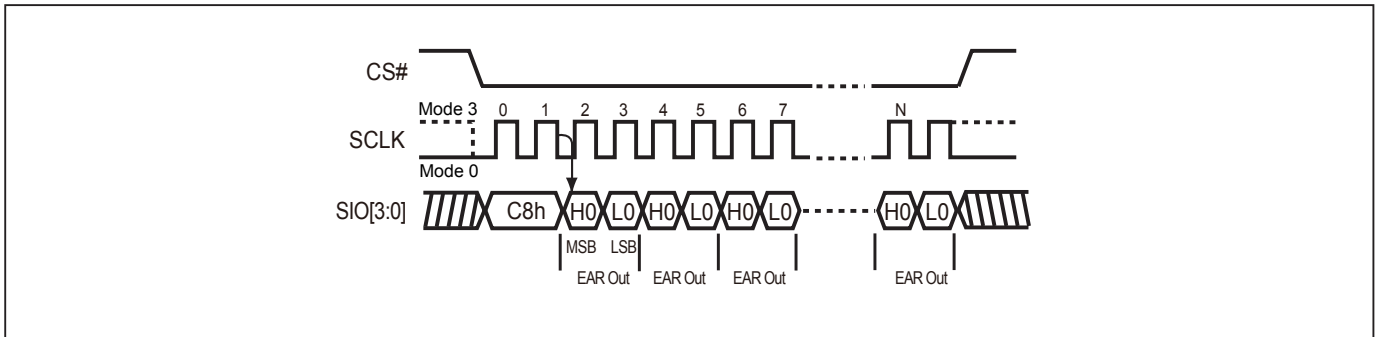 CS#
Mode 3 0 1 2 3 4 5 6 7 N
SCLK
Mode 0
SIO[3:0] C8h H0 L0 H0 L0 H0 L0 H0 L0
MSB LSB
EAR Out EAR Out EAR Out EAR Out